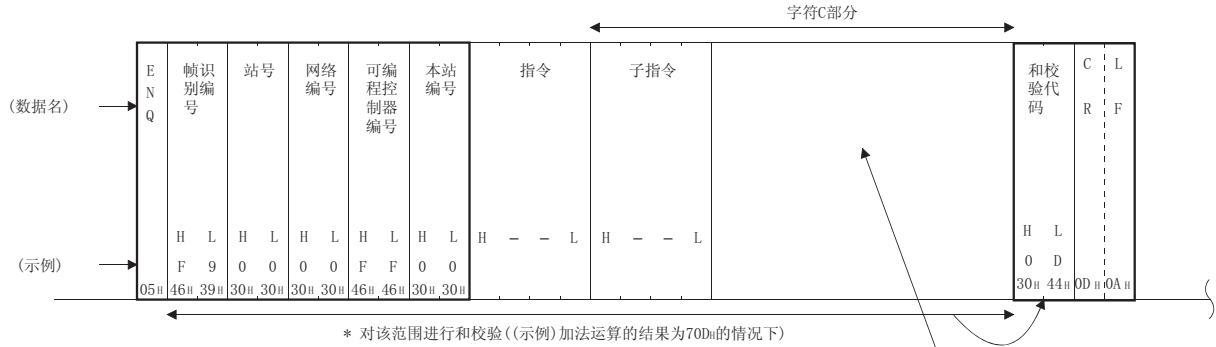 字符C部分
E
N
Q
帧识
别编
号
站号
网络
编号
可编
程控
制器
编号
本站
编号
指令
子指令
和校
验代
码
C
R
L
F
(数据名)
H L H L H L H L H L H — — L H — — L H L
(示例)
F 9 0 0 0 0 F F 0 0 0 D
05H 46H 39H 30H 30H 30H 30H 46H 46H 30H 30H 30H 44H 0DH 0AH
* 对该范围进行和校验((示例)加法运算的结果为70DH的情况下)